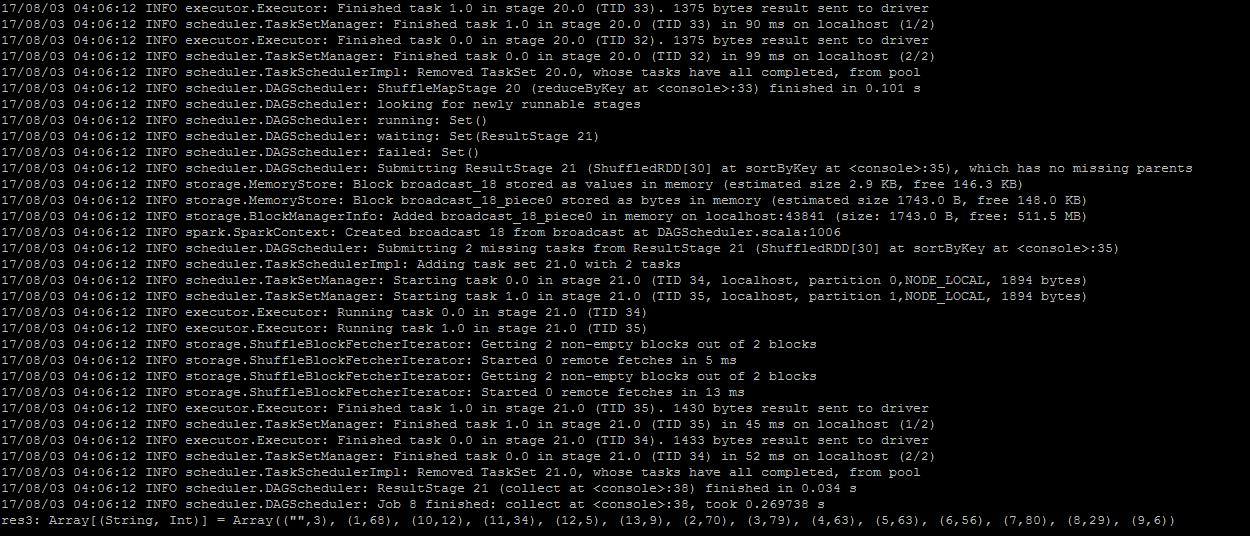 17/08/03 04:06:12 INFO executor.Executor: Finished task 1.0 in stage 20.0 (TID 33). 1375 bytes result sent to driver
17/08/03 04:06:12 INFO scheduler.TaskSetManager: Finished task 1.0 in stage 20.0 (TID 33) in 90 ms on localhost (1/2)
17/08/03 04:06:12 INFO executor.Executor: Finished task 0.0 in stage 20.0 (TID 32). 1375 bytes result sent to driver
17/08/03 04:06:12 INFO scheduler.TaskSetManager: Finished task 0.0 in stage 20.0 (TID 32) in 99 ms on localhost (2/2)
17/08/03 04:06:12 INFO scheduler.TaskSchedulerImpl: Removed TaskSet 20.0, whose tasks have all completed, from pool
17/08/03 04:06:12 INFO scheduler.DAGScheduler: ShuffleMapStage 20 (reduceByKey at <console>:33) finished in 0.101 s
17/08/03 04:06:12 INFO scheduler.DAGScheduler: looking for newly runnable stages
17/08/03 04:06:12 INFO scheduler.DAGScheduler: running: Set()
17/08/03 04:06:12 INFO scheduler.DAGScheduler: waiting: Set(ResultStage 21)
17/08/03 04:06:12 INFO scheduler.DAGScheduler: failed: Set()
17/08/03 04:06:12 INFO scheduler.DAGScheduler: Submitting ResultStage 21 (ShuffledRDD[30] at sortByKey at <console>:35), which has no missing parents
17/08/03 04:06:12 INFO storage.MemoryStore: Block broadcast_18 stored as values in memory (estimated size 2.9 KB, free 146.3 KB)
17/08/03 04:06:12 INFO storage.MemoryStore: Block broadcast_18_piece0 stored as bytes in memory (estimated size 1743.0 B, free 148.0 KB)
17/08/03 04:06:12 INFO storage.BlockManagerInfo: Added broadcast_18_piece0 in memory on localhost:43841 (size: 1743.0 B, free: 511.5 MB)
17/08/03 04:06:12 INFO spark.SparkContext: Created broadcast 18 from broadcast at DAGScheduler.scala:1006
17/08/03 04:06:12 INFO scheduler.DAGScheduler: Submitting 2 missing tasks from ResultStage 21 (ShuffledRDD[30] at sortByKey at <console>:35)
17/08/03 04:06:12 INFO scheduler.TaskSchedulerImpl: Adding task set 21.0 with 2 tasks
17/08/03 04:06:12 INFO scheduler.TaskSetManager: Starting task 0.0 in stage 21.0 (TID 34, localhost, partition 0,NODE_LOCAL, 1894 bytes)
17/08/03 04:06:12 INFO scheduler.TaskSetManager: Starting task 1.0 in stage 21.0 (TID 35, localhost, partition 1,NODE_LOCAL, 1894 bytes)
17/08/03 04:06:12 INFO executor.Executor: Running task 0.0 in stage 21.0 (TID 34)
17/08/03 04:06:12 INFO executor.Executor: Running task 1.0 in stage 21.0 (TID 35)
17/08/03 04:06:12 INFO storage.ShuffleBlockFetcherIterator: Getting 2 non-empty blocks out of 2 blocks
17/08/03 04:06:12 INFO storage.ShuffleBlockFetcherIterator: Started 0 remote fetches in 5 ms
17/08/03 04:06:12 INFO storage.ShuffleBlockFetcherIterator: Getting 2 non-empty blocks out of 2 blocks
17/08/03 04:06:12 INFO storage.ShuffleBlockFetcherIterator: Started 0 remote fetches in 13 ms
17/08/03 04:06:12 INFO executor.Executor: Finished task 1.0 in stage 21.0 (TID 35). 1430 bytes result sent to driver
17/08/03 04:06:12 INFO scheduler.TaskSetManager: Finished task 1.0 in stage 21.0 (TID 35) in 45 ms on localhost (1/2)
17/08/03 04:06:12 INFO executor.Executor: Finished task 0.0 in stage 21.0 (TID 34). 1433 bytes result sent to driver
17/08/03 04:06:12 INFO scheduler.TaskSetManager: Finished task 0.0 in stage 21.0 (TID 34) in 52 ms on localhost (2/2)
17/08/03 04:06:12 INFO scheduler.TaskSchedulerImpl: Removed TaskSet 21.0, whose tasks have all completed, from pool
17/08/03 04:06:12 INFO scheduler.DAGScheduler: ResultStage 21 (collect at <console>:38) finished in 0.034 s
17/08/03 04:06:12 INFO scheduler.DAGScheduler: Job 8 finished: collect at <console>:38, took 0.269738 s
res3: Array[(String, Int)] = Array(("",3), (1,68), (10,12), (11,34), (12,5), (13,9), (2,70), (3,79), (4,63), (5,63), (6,56), (7,80), (8,29), (9,6))